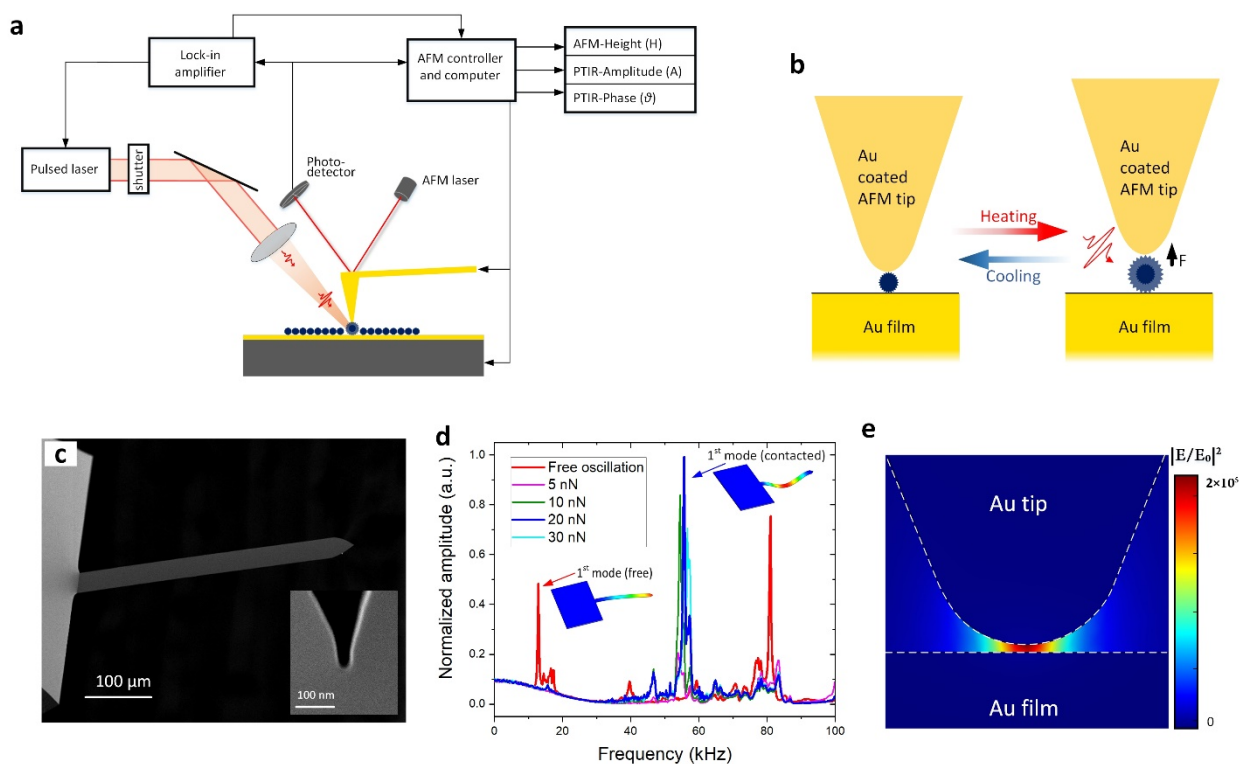 a
Lock-in
amplifier
AFM controller
and computer
AFM-Height (H)
PTIR-Amplitude (A)
PTIR-Phase (ϑ)
Pulsed laser
shutter
Photo-
detector
AFM laser
b
Au
coated
AFM tip
Heating
Cooling
Au
coated
AFM tip
F
Au film
Au film
c
100 µm
100 nm
d
Normalized amplitude (a.u.)
1.0
0.8
0.6
0.4
0.2
0.0
Free oscillation
5 nN
10 nN
20 nN
30 nN
1st mode (contacted)
1st mode (free)
0
20
40
60
80
100
Frequency (kHz)
e
Au tip
Au film
|E/E₀|²
2×10⁵
0